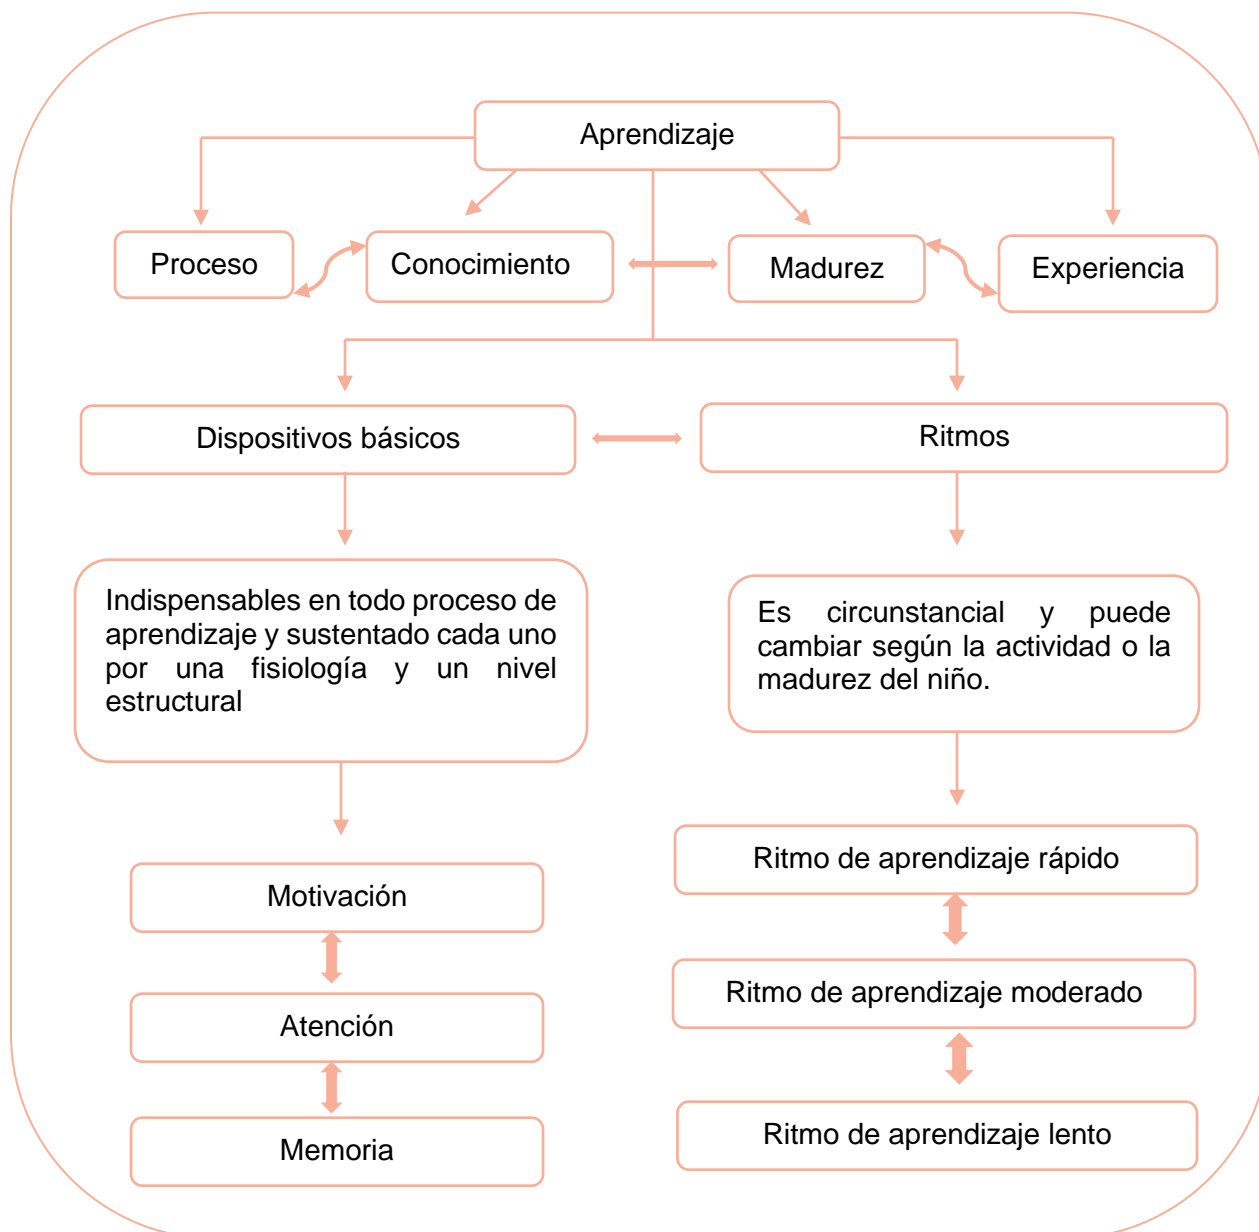 Aprendizaje
Proceso
Conocimiento
Madurez
Experiencia
Dispositivos básicos
Ritmos
Indispensables en todo proceso de
aprendizaje y sustentado cada uno
por una fisiología y un nivel
estructural
Es circunstancial y puede
cambiar según la actividad o la
madurez del niño.
Motivación
Atención
Memoria
Ritmo de aprendizaje rápido
Ritmo de aprendizaje moderado
Ritmo de aprendizaje lento